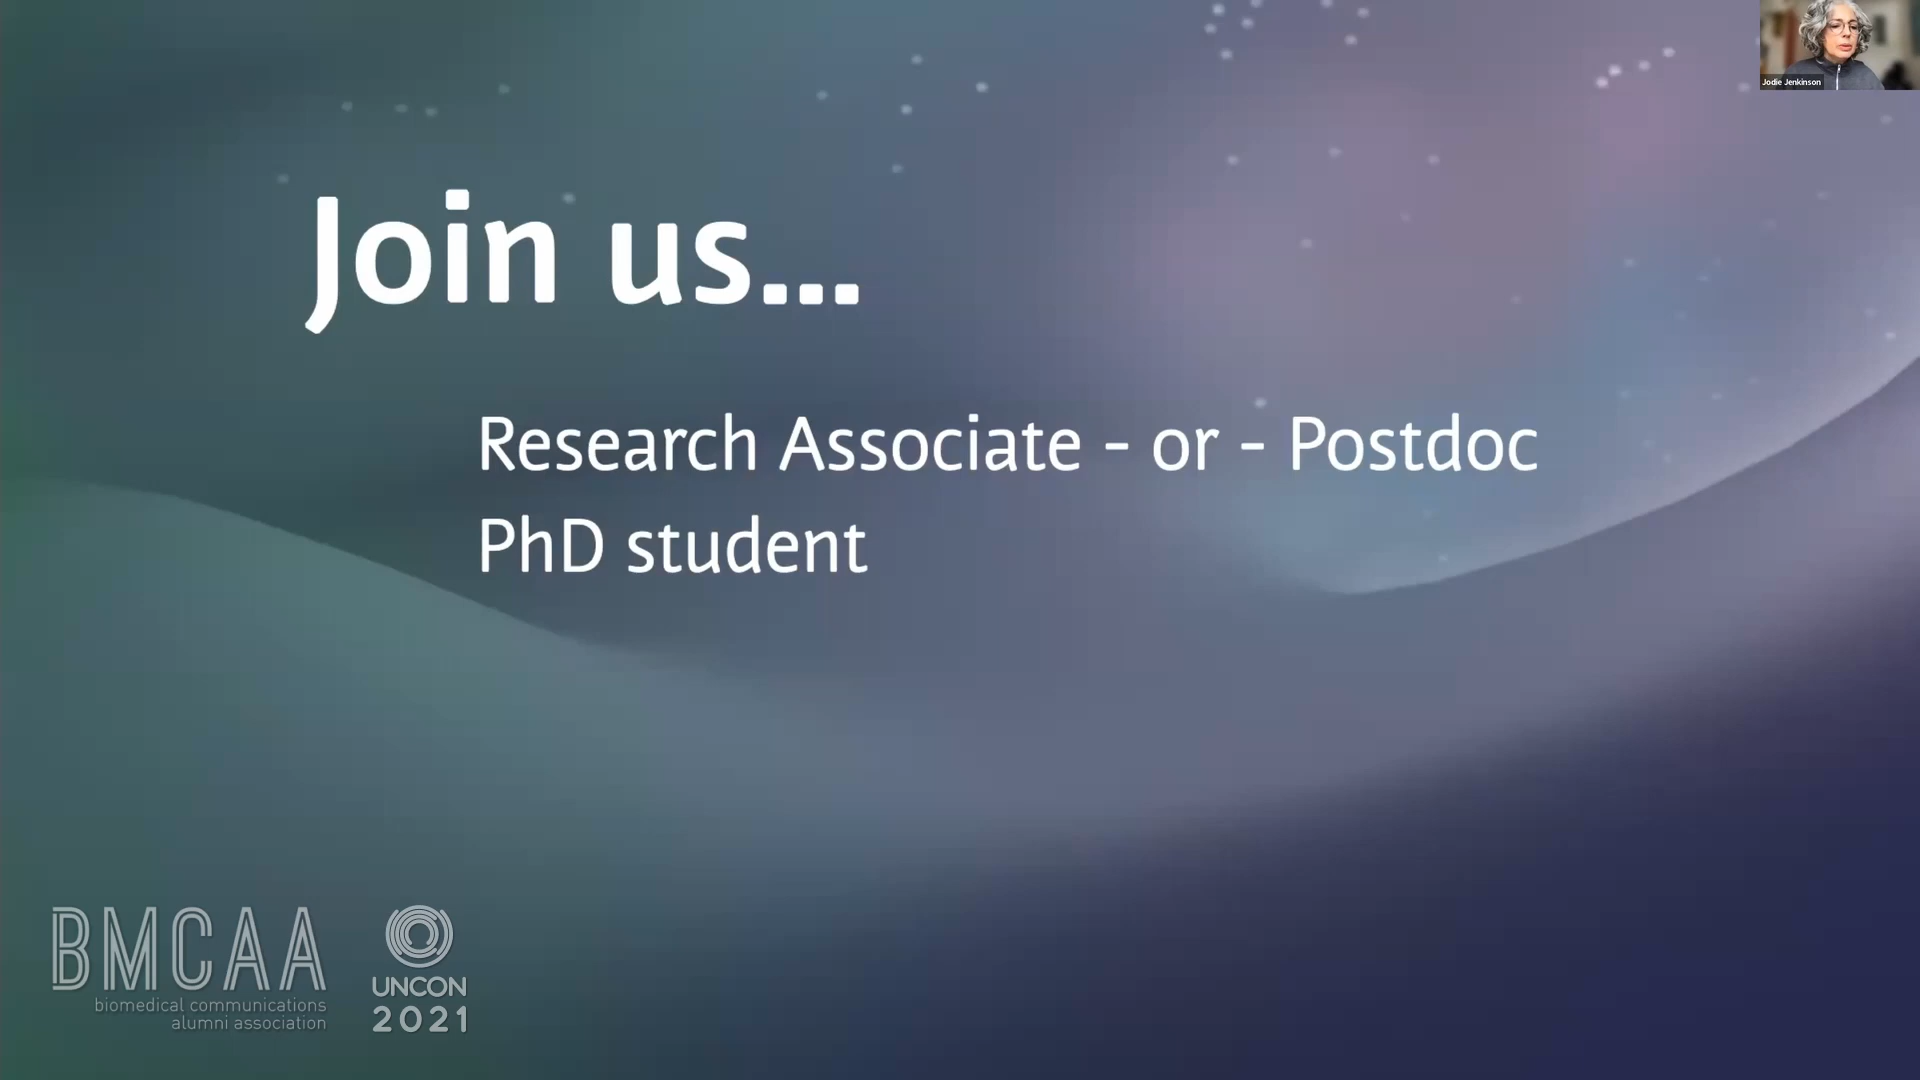 Jodie Jenkinson
Join us...
Research Associate - or - Postdoc
PhD student
BMCAA
biomedical communications
alumni association
UNCON
2021